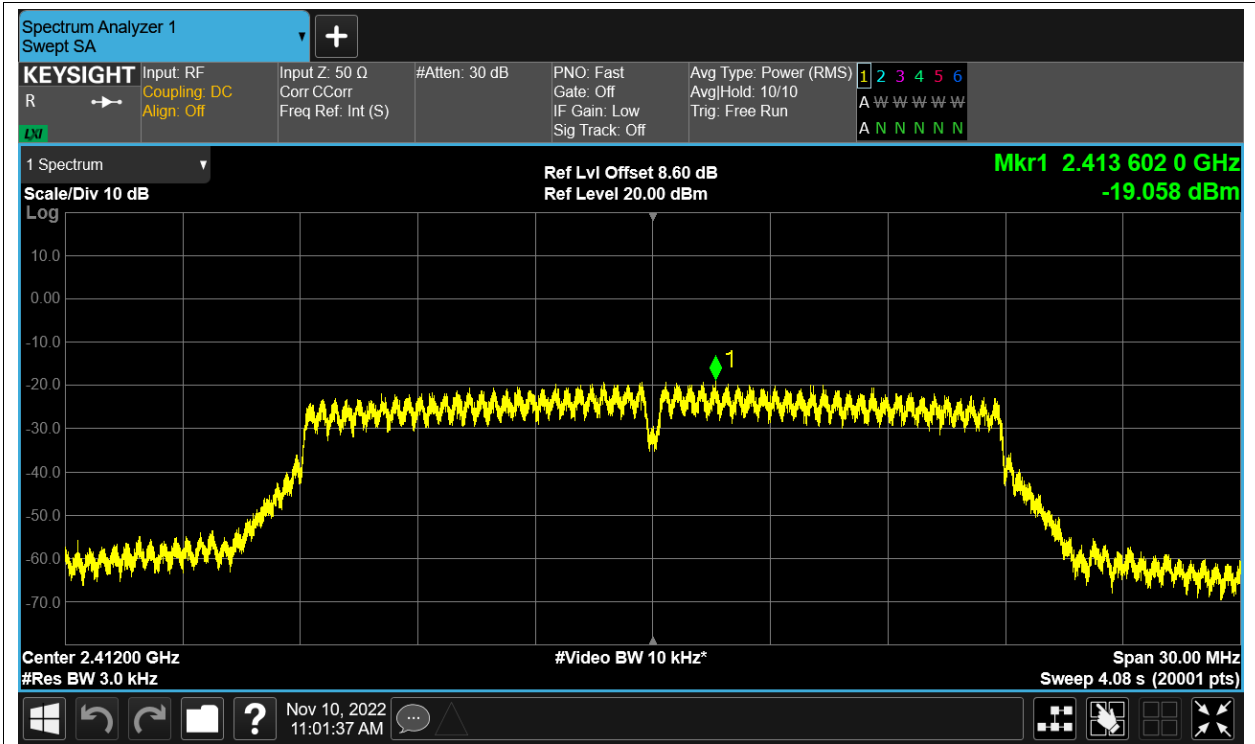 Spectrum Analyzer 1
Swept SA
KEYSIGHT
R
LXI
Input: RF
Coupling: DC
Align: Off
Input Z: 50 Ω
Corr CCorr
Freq Ref: Int (S)
#Atten: 30 dB
PNO: Fast
Gate: Off
IF Gain: Low
Sig Track: Off
Avg Type: Power (RMS)
Avg|Hold: 10/10
Trig: Free Run
1 2 3 4 5 6
A W W W W W
A N N N N N
1 Spectrum
Scale/Div 10 dB
Log
Ref Lvl Offset 8.60 dB
Ref Level 20.00 dBm
Mkr1 2.413 602 0 GHz
-19.058 dBm
10.0
0.00
-10.0
-20.0
-30.0
-40.0
-50.0
-60.0
-70.0
1
Center 2.41200 GHz
#Res BW 3.0 kHz
#Video BW 10 kHz*
Span 30.00 MHz
Sweep 4.08 s (20001 pts)
?
Nov 10, 2022
11:01:37 AM